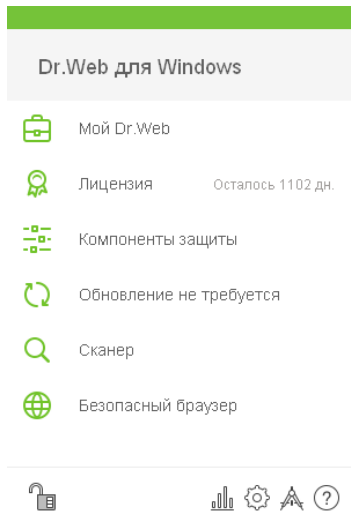 Dr.Web для Windows
Мой Dr.Web
Лицензия Осталось 1102 дн.
Компоненты защиты
Обновление не требуется
Сканер
Безопасный браузер